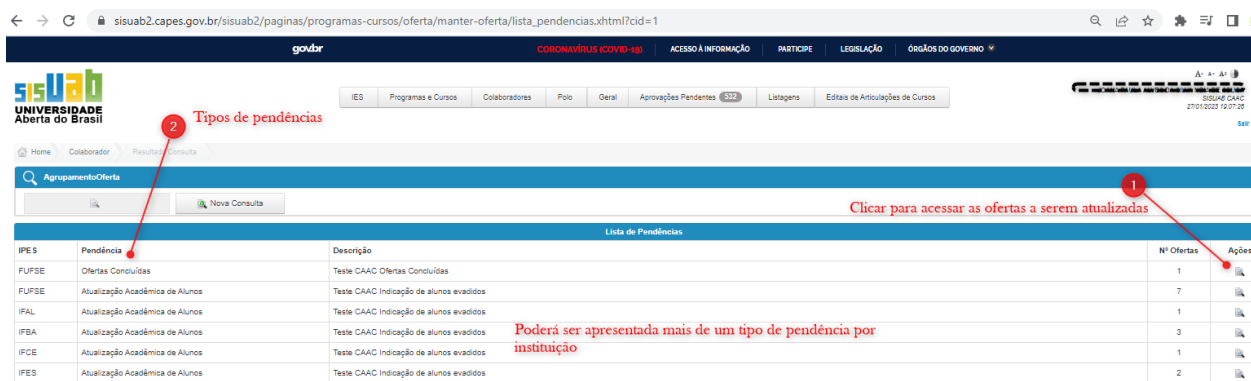 sisuab2.capes.gov.br/sisuab2/paginas/programas-cursos/oferta/manter-oferta/lista_pendencias.xhtml?cid=1
govbr CORONAVÍRUS (COVID-19) ACESSO À INFORMAÇÃO PARTICIPE LEGISLAÇÃO ÓRGÃOS DO GOVERNO
A- A+ A±
sisUab
UNIVERSIDADE
Aberta do Brasil
IES Programas e Cursos Colaboradores Polo Geral Aprovações Pendentes 532 Listagens Editais de Articulações de Cursos
SISUAB CAAC
27/01/2023 19:07:26
Sair
2 Tipos de pendências
Home Colaborador Resultado Consulta
AgrupamentoOferta
Nova Consulta
1
Clicar para acessar as ofertas a serem atualizadas
Lista de Pendências
IPES Pendência Descrição Nº Ofertas Ações
FUFSE Ofertas Concluídas Teste CAAC Ofertas Concluídas 1
FUFSE Atualização Acadêmica de Alunos Teste CAAC Indicação de alunos evadidos 7
IFAL Atualização Acadêmica de Alunos Teste CAAC Indicação de alunos evadidos 1
IFBA Atualização Acadêmica de Alunos Teste CAAC Indicação de alunos evadidos 3
Poderá ser apresentada mais de um tipo de pendência por
instituição
IFCE Atualização Acadêmica de Alunos Teste CAAC Indicação de alunos evadidos 1
IFES Atualização Acadêmica de Alunos Teste CAAC Indicação de alunos evadidos 2